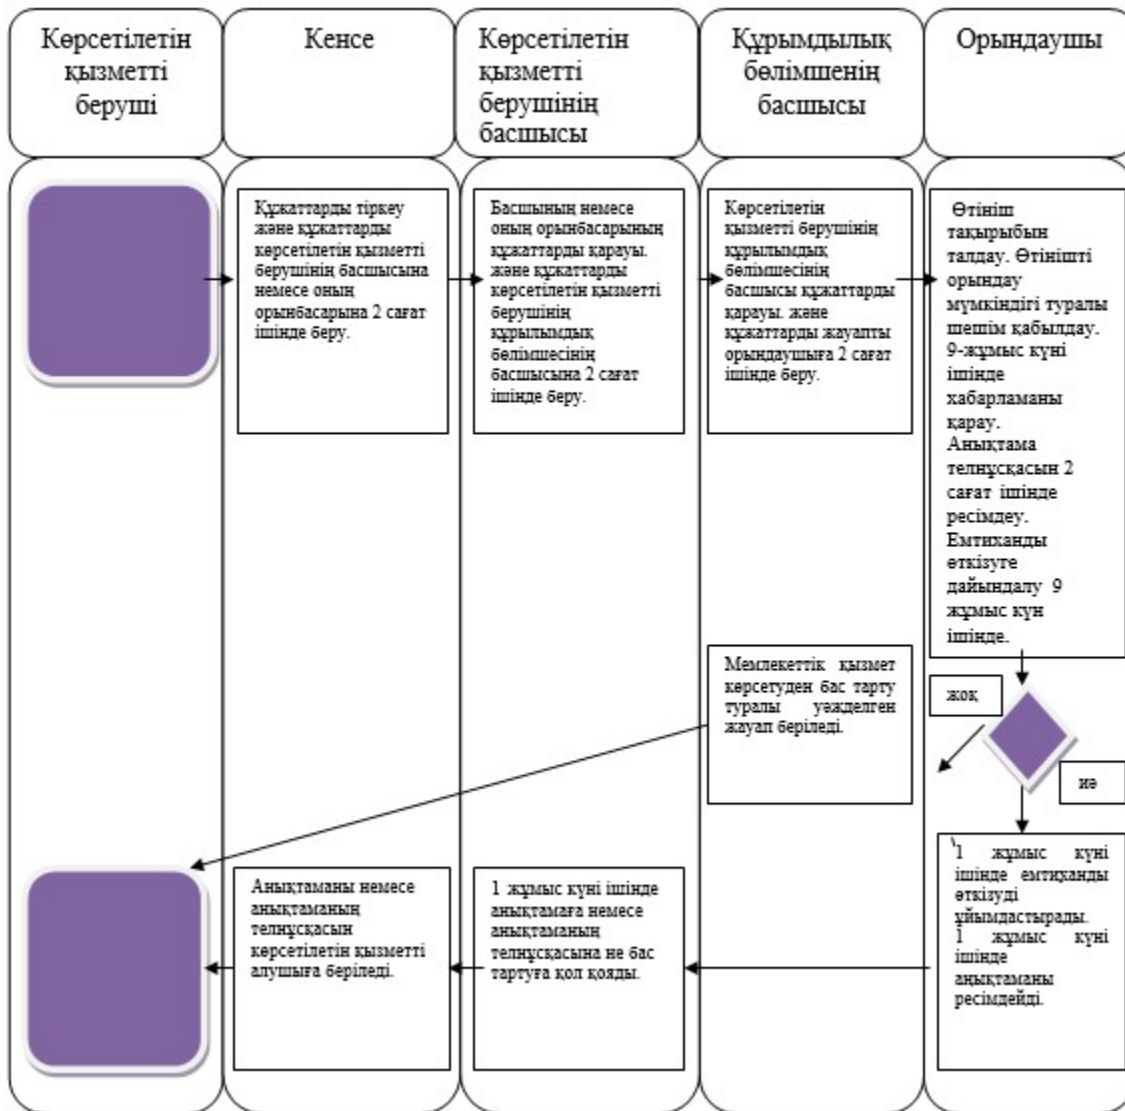 Көрсетілетін
қызметті
беруші
Кенсе
Көрсетілетін
қызметті
берушінің
басшысы
Құрымдылық
бөлімшенің
басшысы
Орындаушы
Құжаттарды тіркеу
және құжаттарды
көрсетілетін қызметті
берушінің басшысына
немесе оның
орынбасарына 2 сағат
ішінде беру.
Басшының немесе
оның орынбасарының
құжаттарды қарауы.
және құжаттарды
көрсетілетін қызметті
берушінің
құрылымдық
бөлімшесінің
басшысына 2 сағат
ішінде беру.
Көрсетілетін
қызметті берушінің
құрылымдық
бөлімшесінің
басшысы құжаттарды
қарауы. және
құжаттарды жауапты
орындаушыға 2 сағат
ішінде беру.
Өтініш
тақырыбын
талдау. Өтінішті
орындау
мүмкіндігі туралы
шешім қабылдау.
9-жұмыс күні
ішінде
хабарламаны
қарау.
Анықтама
телнұсқасын 2
сағат ішінде
ресімдеу.
Емтиханды
өткізуге
дайындалу 9
жұмыс күн
ішінде.
Мемлекеттік қызмет
көрсетуден бас тарту
туралы уәжделген
жауап беріледі.
жоқ
иә
Анықтаманы немесе
анықтаманың
телнұсқасын
көрсетілетін қызметті
алушыға беріледі.
1 жұмыс күні ішінде
анықтамаға немесе
анықтаманың
телнұсқасына не бас
тартуға қол қояды.
1 жұмыс күні
ішінде емтиханды
өткізуді
ұйымдастырады.
1 жұмыс күні
ішінде
аңықтаманы
ресімдейді.